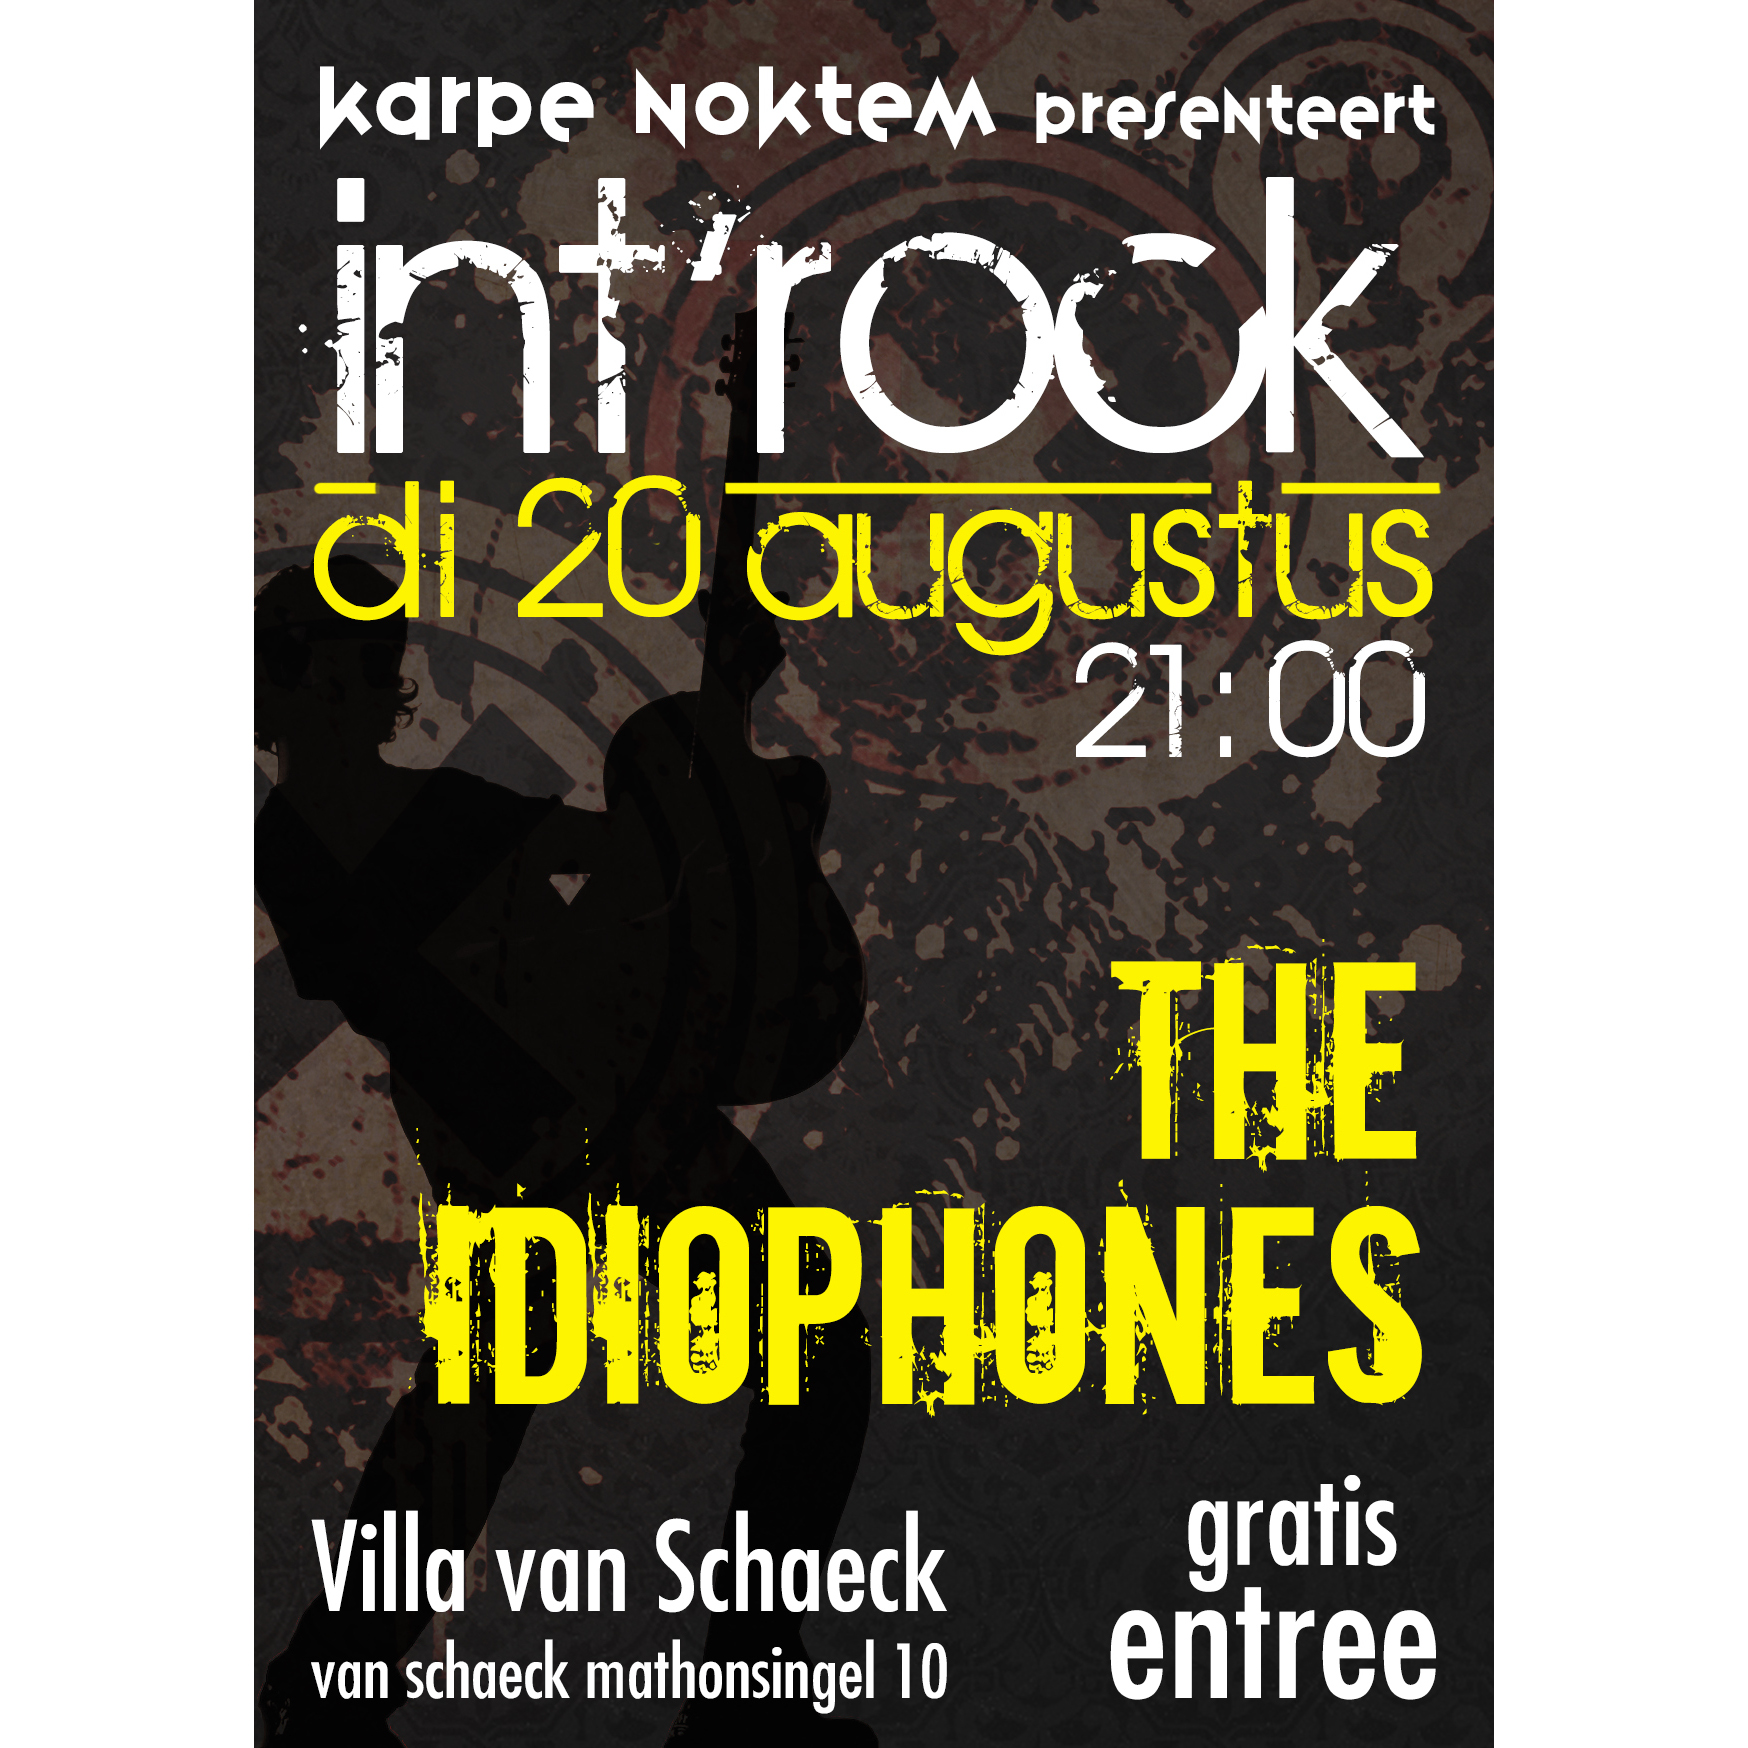 karpe noktem presenteert
int'rock
di 20 augustus
21:00
THE
IDIOPHONES
Villa van Schaeck
van schaeck mathonsingel 10
gratis
entree